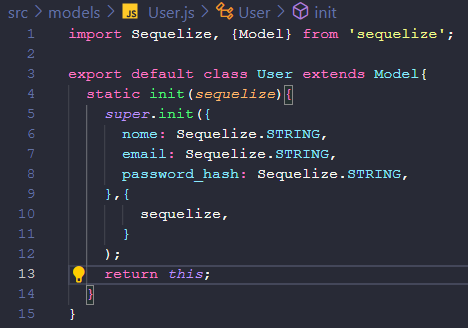 src > models > JS User.js > User > init
1 import Sequelize, {Model} from 'sequelize';
2
3 export default class User extends Model{
4   static init(sequelize){
5     super.init({
6       nome: Sequelize.STRING,
7       email: Sequelize.STRING,
8       password_hash: Sequelize.STRING,
9     },{
10         sequelize,
11       }
12     );
13     return this;
14   }
15 }